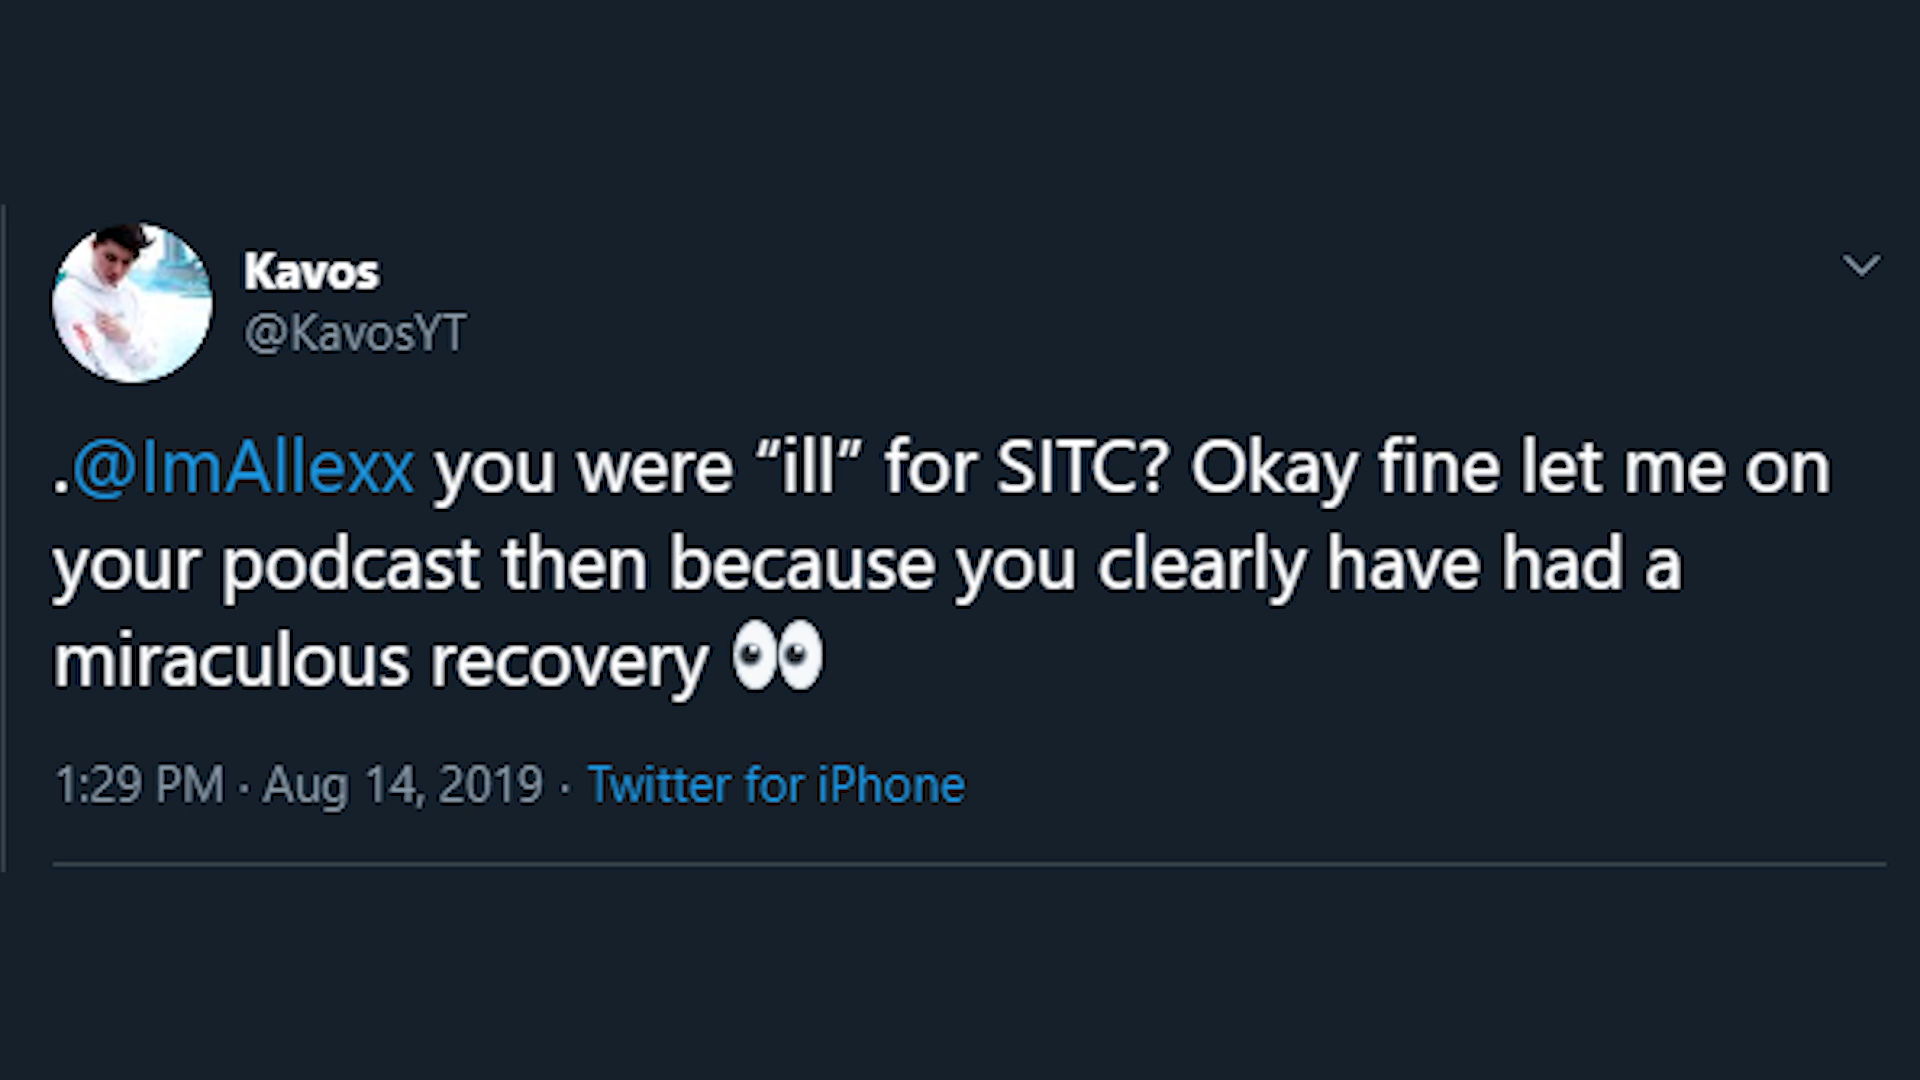 Kavos
@KavosYT
.@ImAllexx you were “ill” for SITC? Okay fine let me on
your podcast then because you clearly have had a
miraculous recovery 👀
1:29 PM · Aug 14, 2019 · Twitter for iPhone